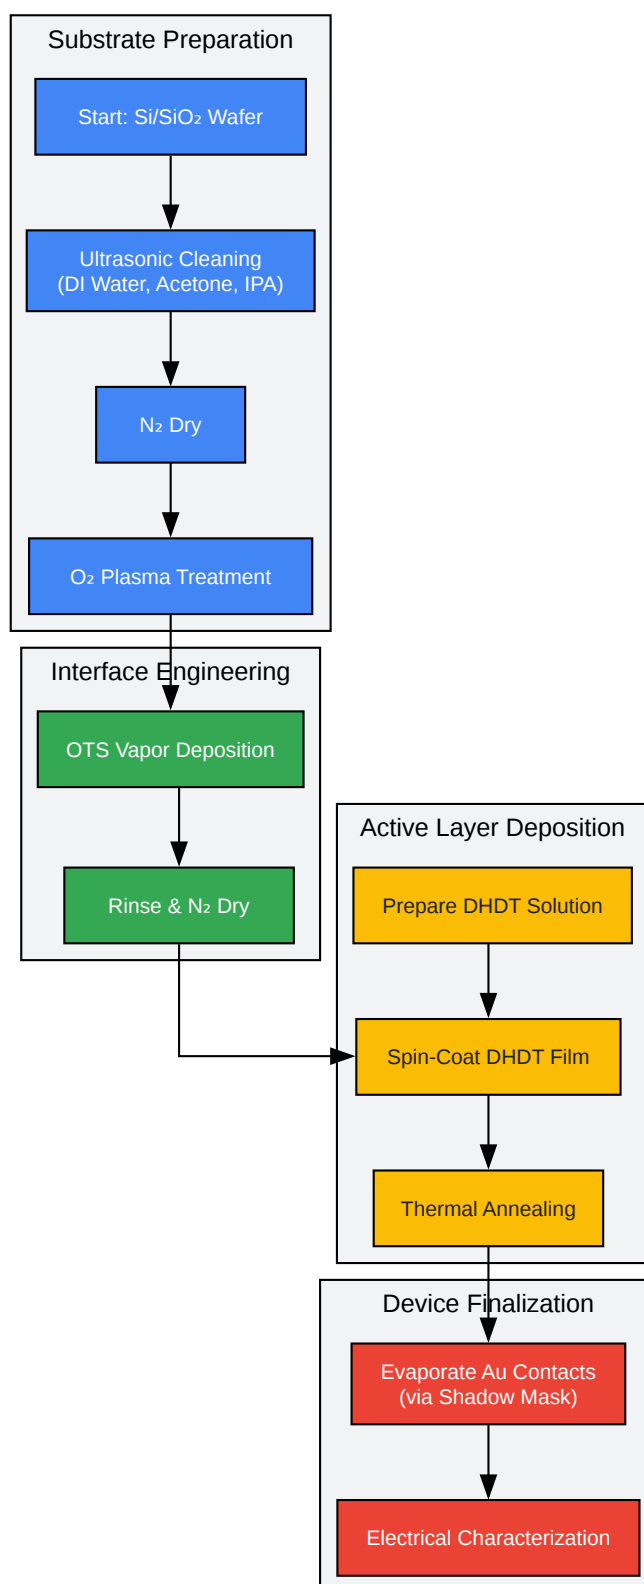 Substrate Preparation
Start: Si/SiO₂ Wafer
Ultrasonic Cleaning
(DI Water, Acetone, IPA)
N₂ Dry
O₂ Plasma Treatment
Interface Engineering
OTS Vapor Deposition
Rinse & N₂ Dry
Active Layer Deposition
Prepare DHDT Solution
Spin-Coat DHDT Film
Thermal Annealing
Device Finalization
Evaporate Au Contacts
(via Shadow Mask)
Electrical Characterization